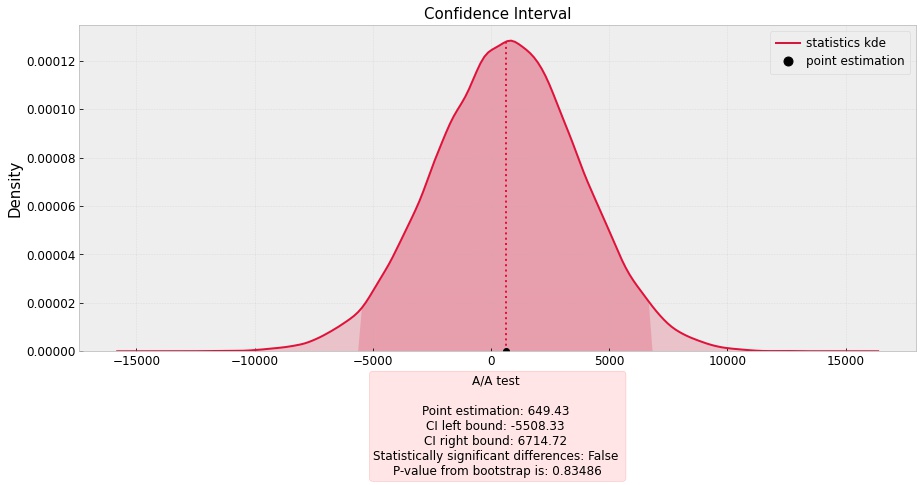 Confidence Interval
statistics kde
point estimation
Density
0.00012
0.00010
0.00008
0.00006
0.00004
0.00002
0.00000
−15000 −10000 −5000 0 5000 10000 15000
A/A test
Point estimation: 649.43
CI left bound: -5508.33
CI right bound: 6714.72
Statistically significant differences: False
P-value from bootstrap is: 0.83486